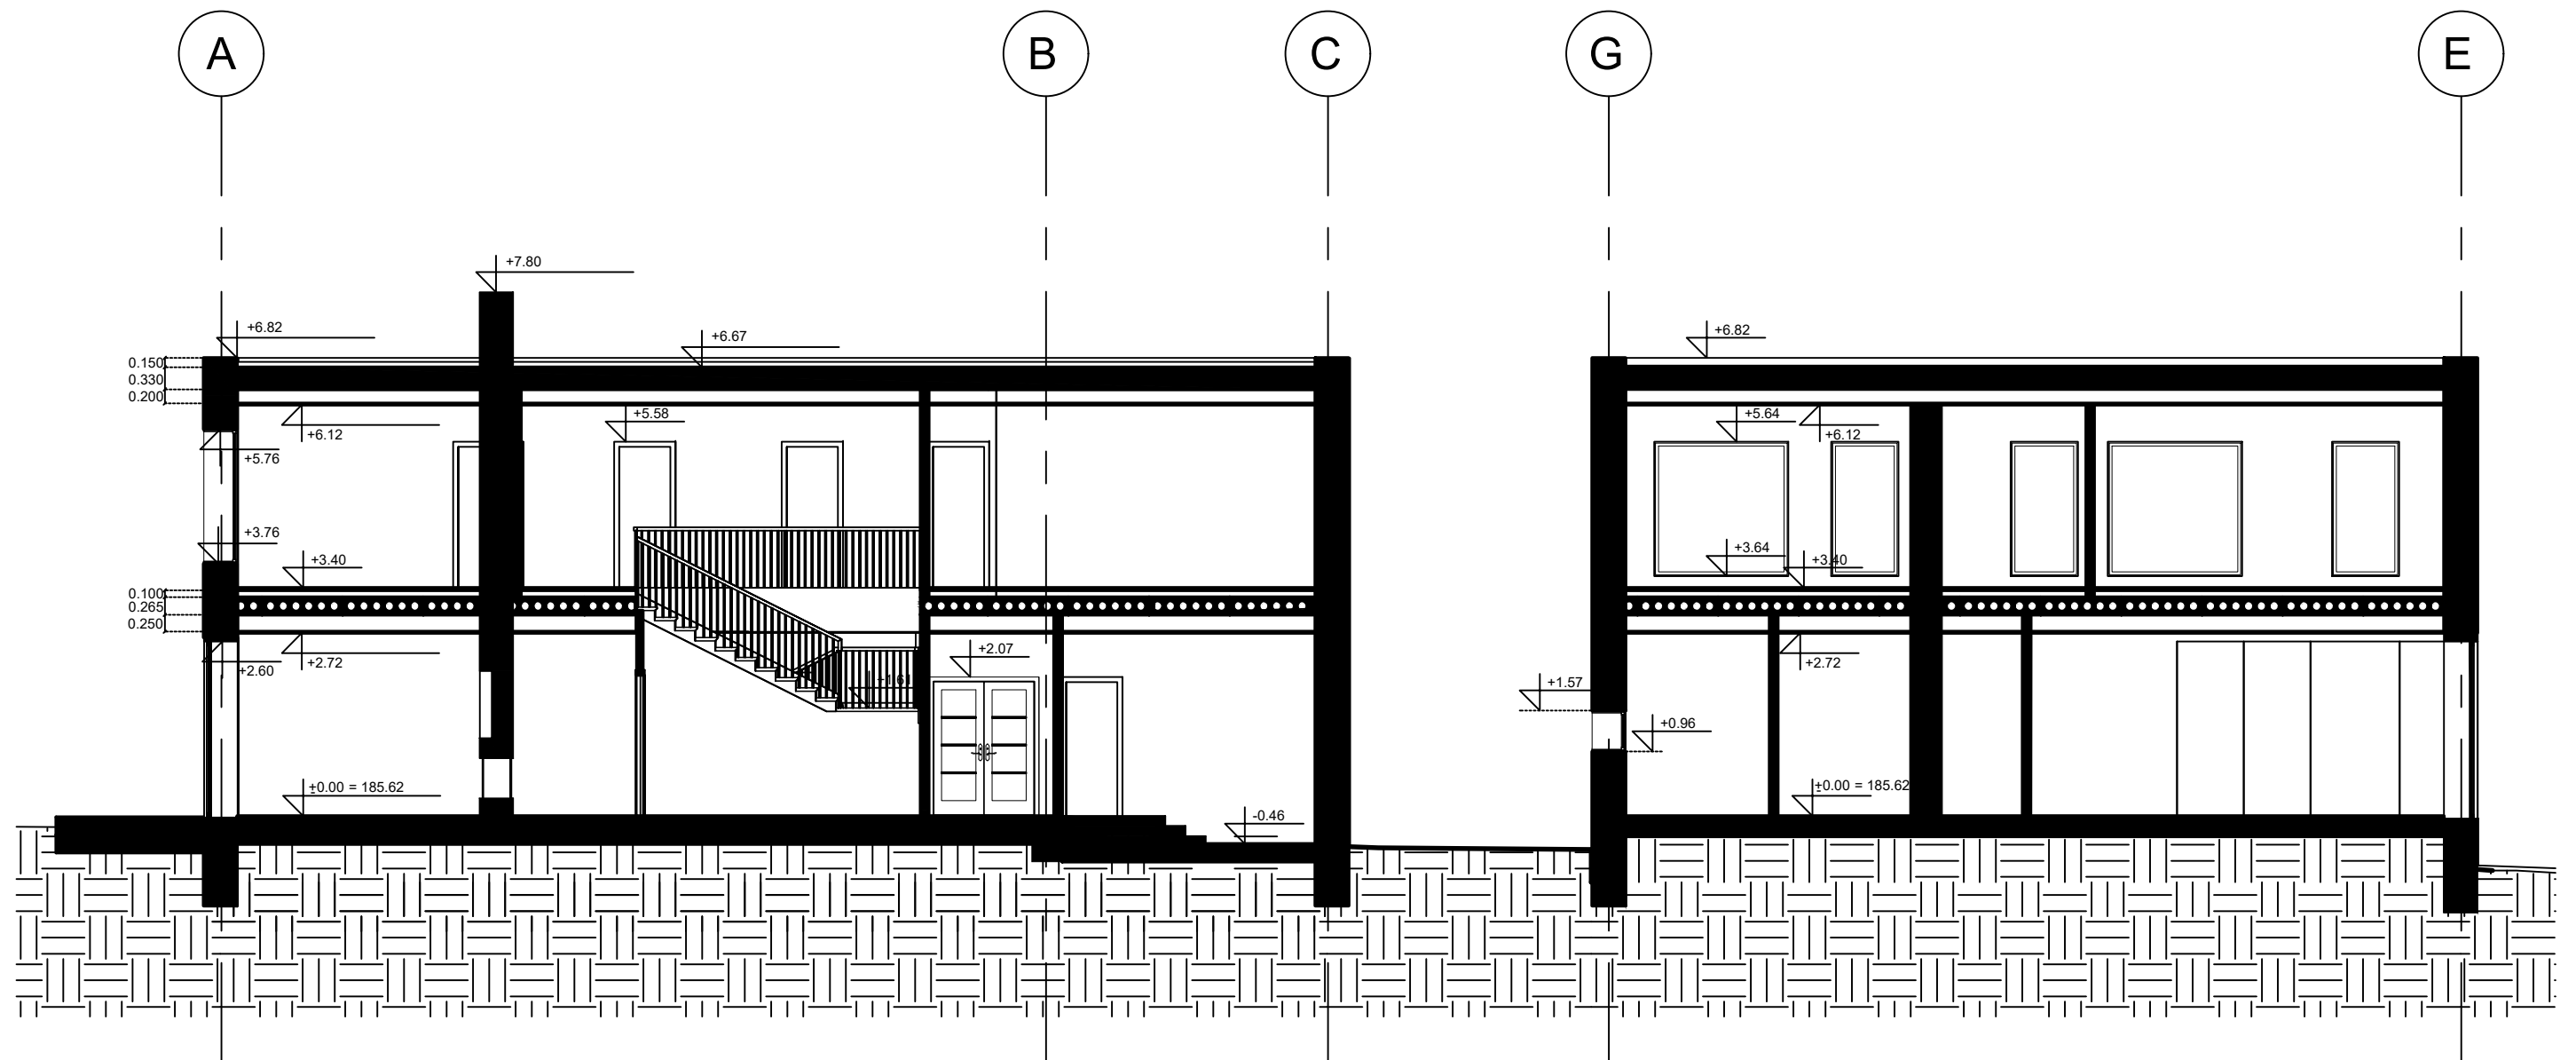 A B C G E
+7.80
+6.82 +6.67 +6.82
0.150
0.330
0.200
+6.12 +5.58 +5.64 +6.12
+5.76
+3.76
+3.40 +3.64 +3.40
0.100
0.265
0.250
+2.60 +2.72 +2.07 +2.72
+1.61 +1.57
+0.96
±0.00 = 185.62 ±0.00 = 185.62
-0.46